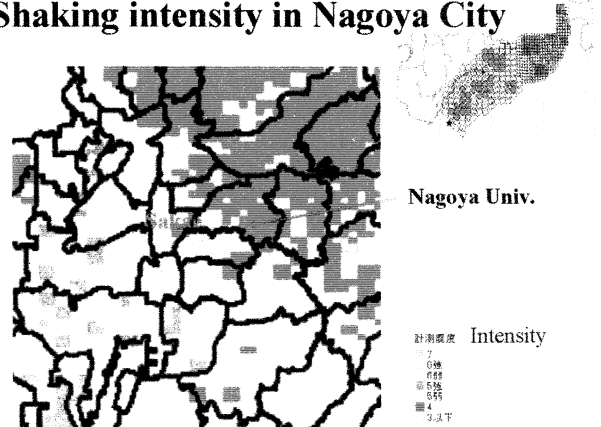 Shaking intensity in Nagoya City
Sakae
Nagoya Univ.
計測震度 Intensity
7
6強
6弱
5強
5弱
4
3以下